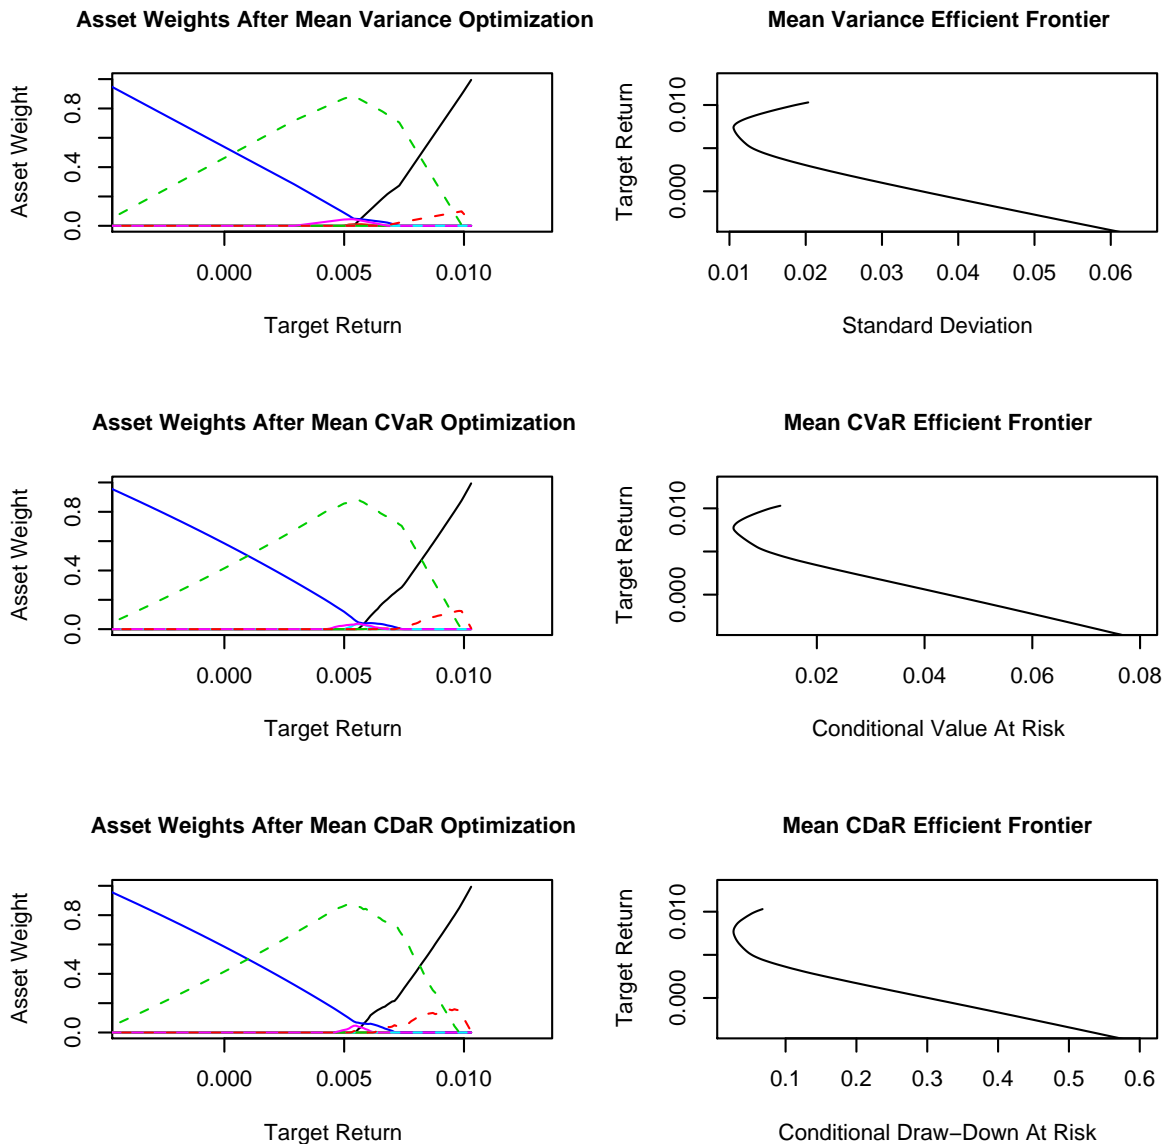 Asset Weights After Mean Variance Optimization
Asset Weight
0.0 0.4 0.8
0.000 0.005 0.010
Target Return
Mean Variance Efficient Frontier
Target Return
0.000 0.010
0.01 0.02 0.03 0.04 0.05 0.06
Standard Deviation
Asset Weights After Mean CVaR Optimization
Asset Weight
0.0 0.4 0.8
0.000 0.005 0.010
Target Return
Mean CVaR Efficient Frontier
Target Return
0.000 0.010
0.02 0.04 0.06 0.08
Conditional Value At Risk
Asset Weights After Mean CDaR Optimization
Asset Weight
0.0 0.4 0.8
0.000 0.005 0.010
Target Return
Mean CDaR Efficient Frontier
Target Return
0.000 0.010
0.1 0.2 0.3 0.4 0.5 0.6
Conditional Draw−Down At Risk